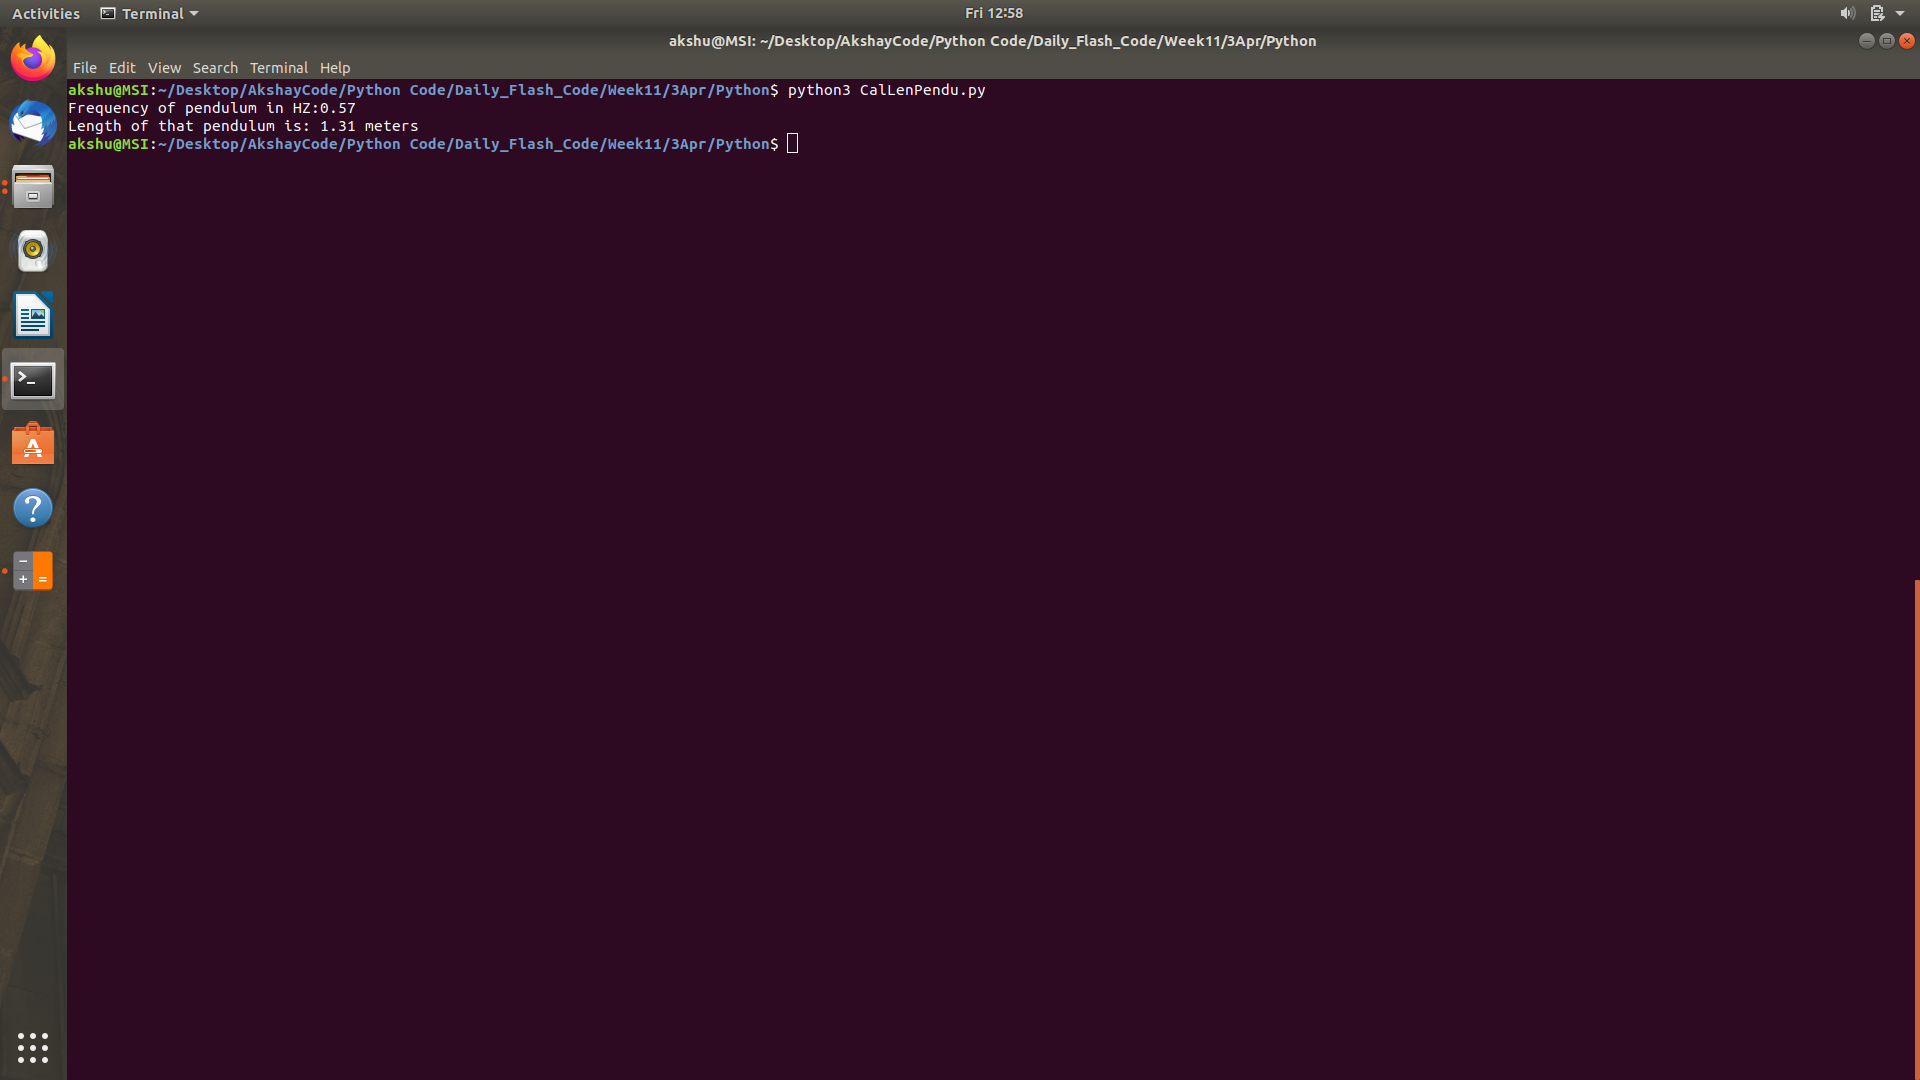 Activities Terminal Fri 12:58
akshu@MSI: ~/Desktop/AkshayCode/Python Code/Daily_Flash_Code/Week11/3Apr/Python
File Edit View Search Terminal Help
akshu@MSI:~/Desktop/AkshayCode/Python Code/Daily_Flash_Code/Week11/3Apr/Python$ python3 CalLenPendu.py
Frequency of pendulum in HZ:0.57
Length of that pendulum is: 1.31 meters
akshu@MSI:~/Desktop/AkshayCode/Python Code/Daily_Flash_Code/Week11/3Apr/Python$